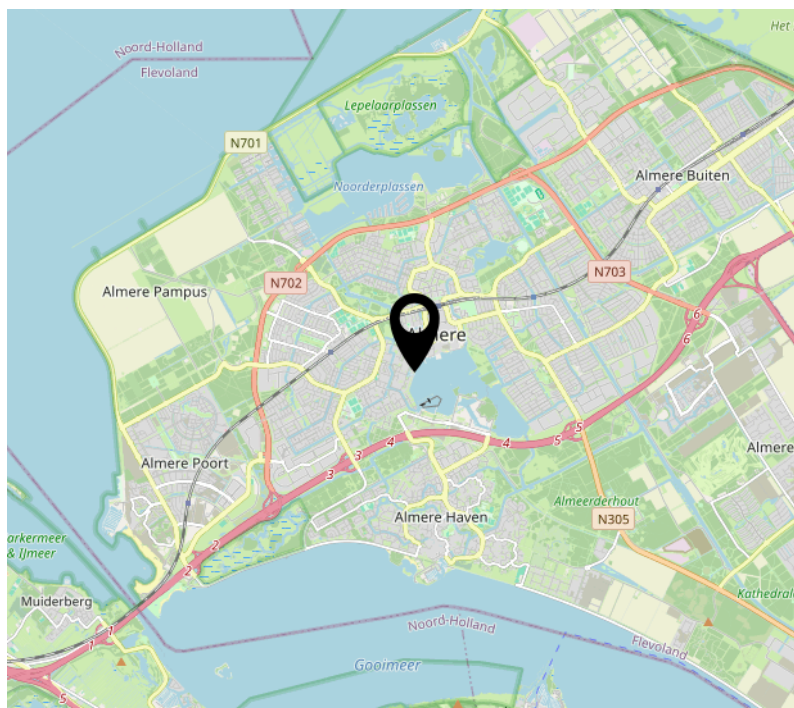 Noord-Holland
Flevoland
Het
Lepelaarplassen
N701
Noorderplassen
Almere Buiten
N703
N702
Almere Pampus
6
6
Almere
5
5
4
4
3
3
Almere
Almere Poort
Almeerderhout
Almere Haven
N305
arkermeer
& IJmeer
2
2
Muiderberg
Kathedrale
1
1
Noord-Holland
Flevoland
Gooimeer
5